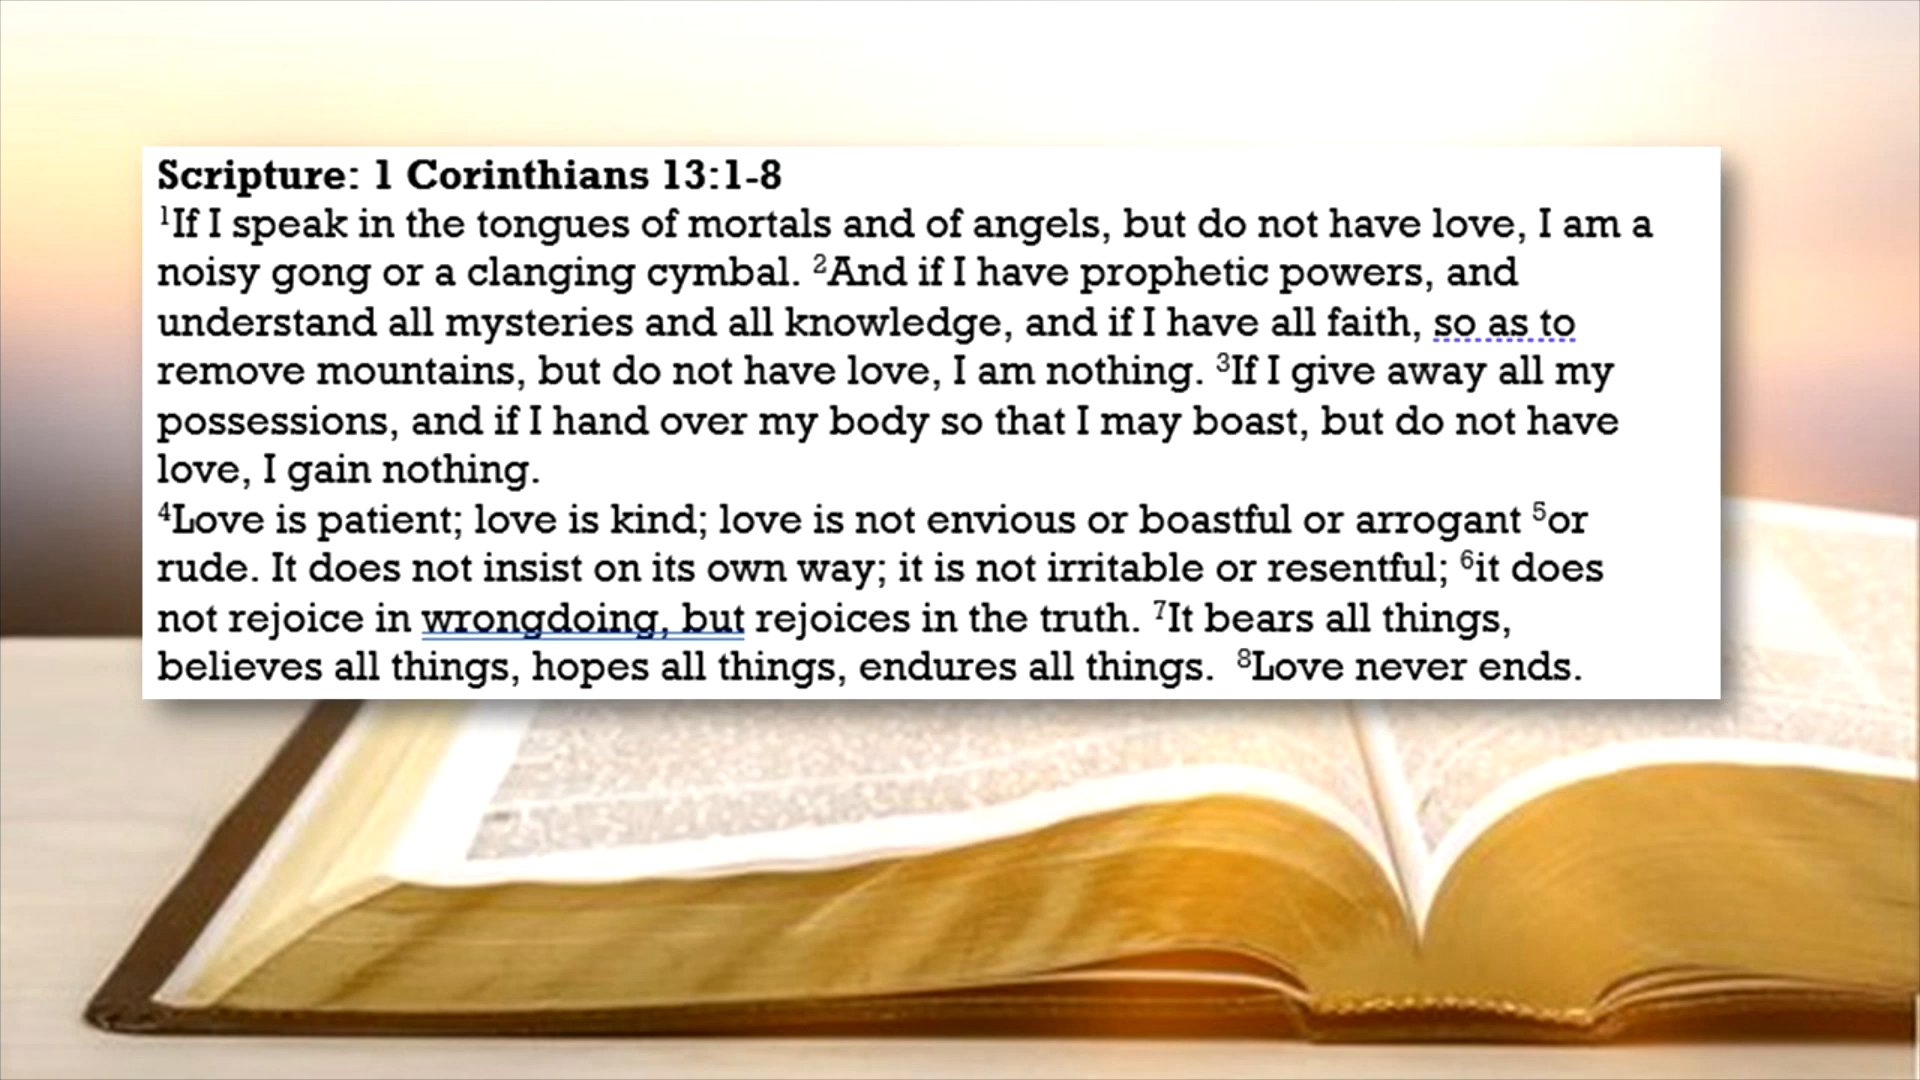 Scripture: 1 Corinthians 13:1-8
¹If I speak in the tongues of mortals and of angels, but do not have love, I am a
noisy gong or a clanging cymbal. ²And if I have prophetic powers, and
understand all mysteries and all knowledge, and if I have all faith, so as to
remove mountains, but do not have love, I am nothing. ³If I give away all my
possessions, and if I hand over my body so that I may boast, but do not have
love, I gain nothing.
⁴Love is patient; love is kind; love is not envious or boastful or arrogant ⁵or
rude. It does not insist on its own way; it is not irritable or resentful; ⁶it does
not rejoice in wrongdoing, but rejoices in the truth. ⁷It bears all things,
believes all things, hopes all things, endures all things. ⁸Love never ends.